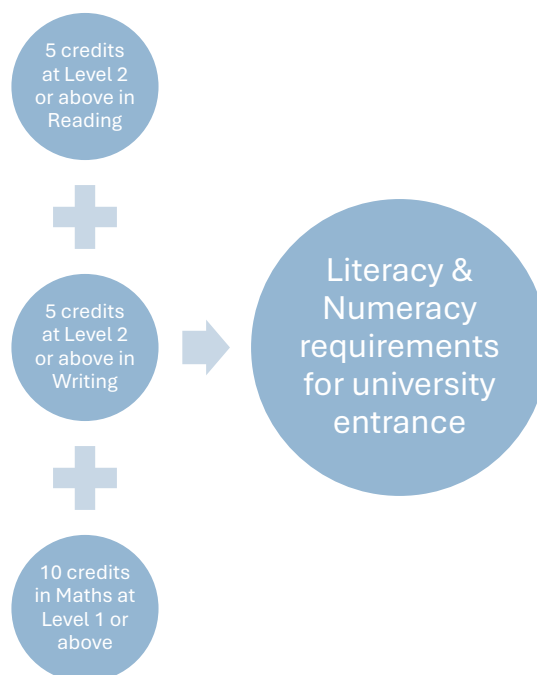 5 credits
at Level 2
or above in
Reading
5 credits
at Level 2
or above in
Writing
10 credits
in Maths at
Level 1 or
above
Literacy &
Numeracy
requirements
for university
entrance